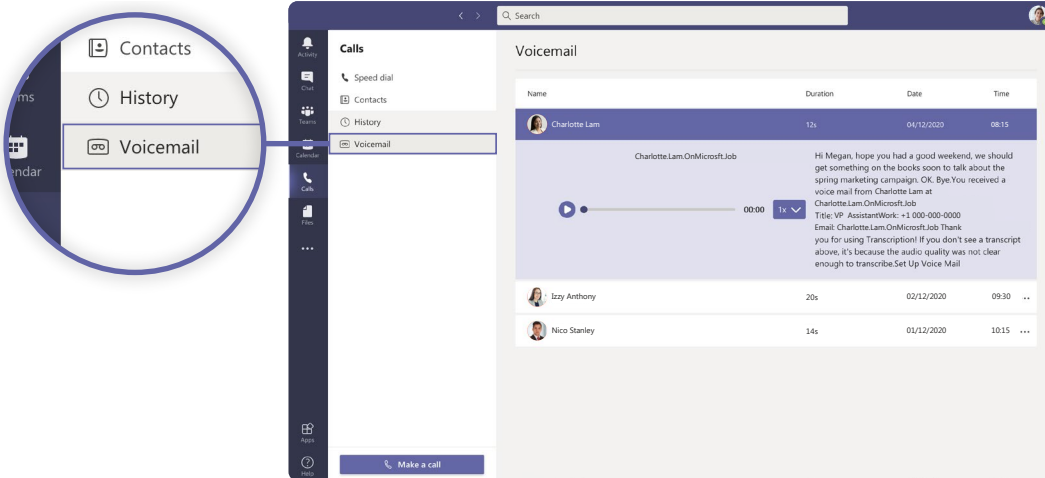 Contacts
ms
History
Voicemail
endar
Search
Activity
Chat
Teams
Calendar
Calls
Files
Apps
Help
Calls
Speed dial
Contacts
History
Voicemail
Make a call
Voicemail
Name Duration Date Time
Charlotte Lam 12s 04/12/2020 08:15
Charlotte.Lam.OnMicrosft.Job
00:00 1x
Hi Megan, hope you had a good weekend, we should
get something on the books soon to talk about the
spring marketing campaign. OK. Bye.You received a
voice mail from Charlotte Lam at
Charlotte.Lam.OnMicrosft.Job
Title: VP AssistantWork: +1 000-000-0000
Email: Charlotte.Lam.OnMicrosft.Job Thank
you for using Transcription! If you don't see a transcript
above, it's because the audio quality was not clear
enough to transcribe.Set Up Voice Mail
Izzy Anthony 20s 02/12/2020 09:30
Nico Stanley 14s 01/12/2020 10:15